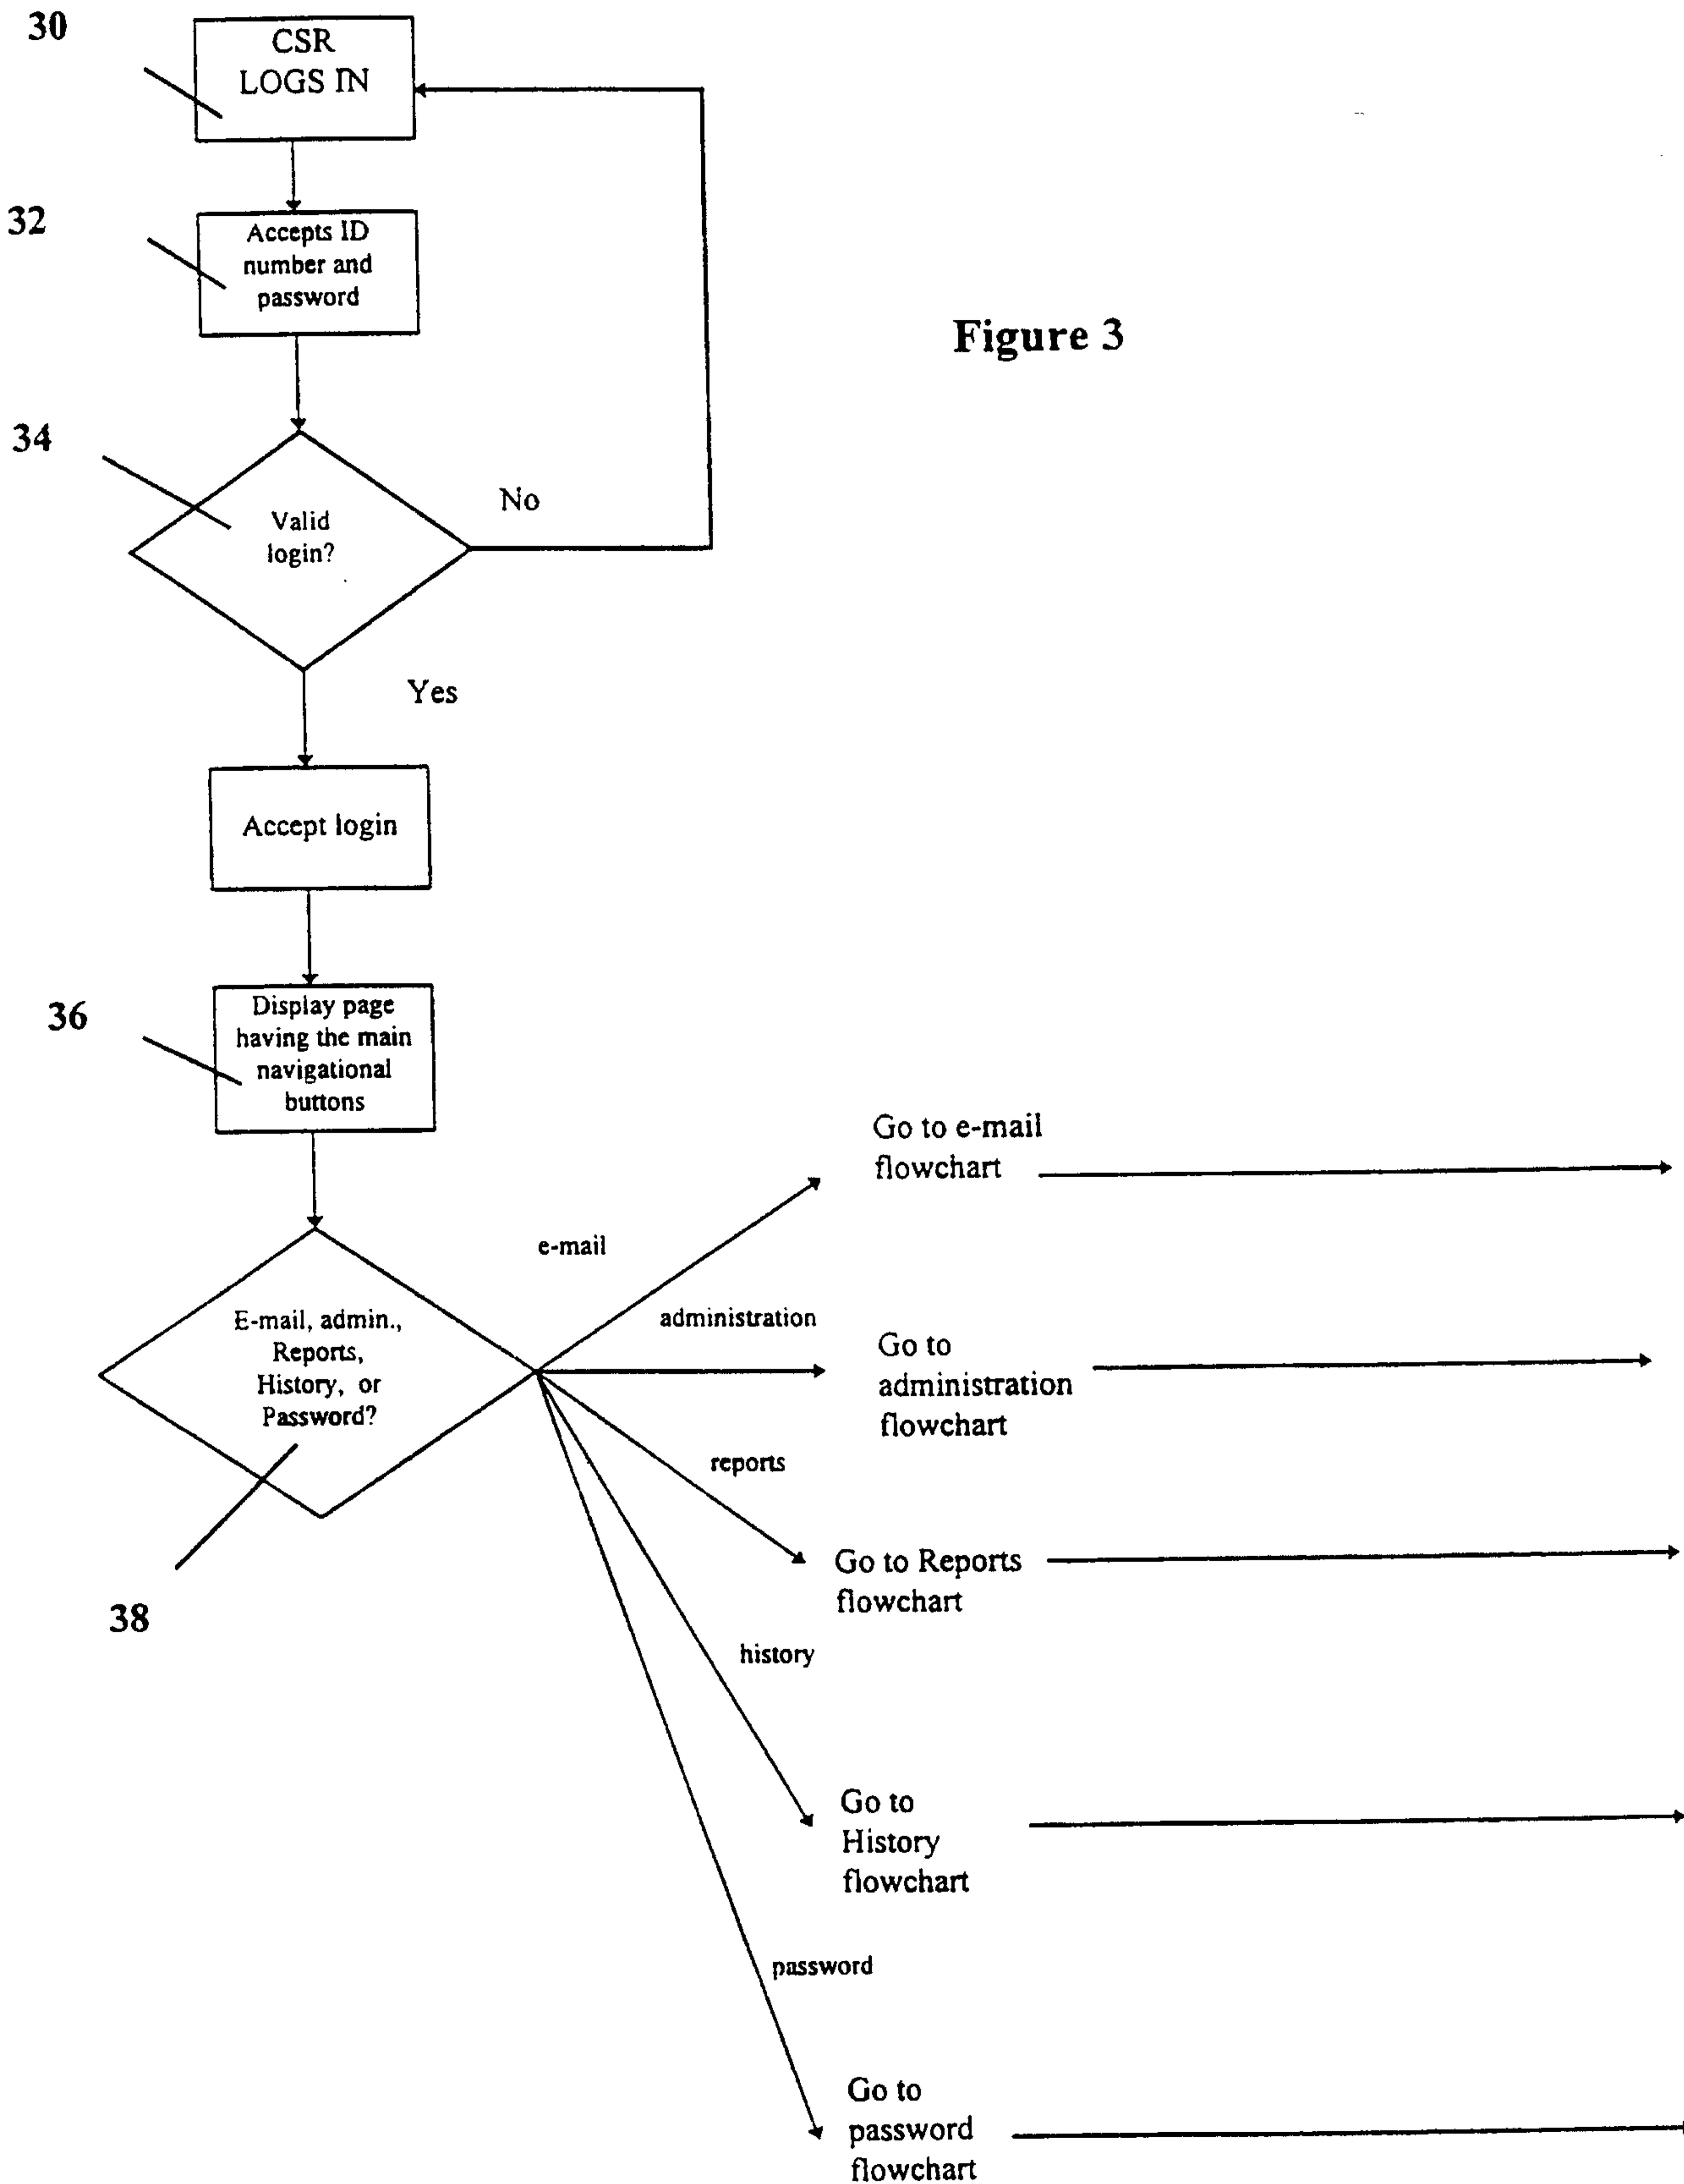 30
CSR
LOGS IN
32
Accepts ID
number and
password
Figure 3
34
Valid
login?
No
Yes
Accept login
36
Display page
having the main
navigational
buttons
Go to e-mail
flowchart
e-mail
E-mail, admin.,
Reports,
History, or
Password?
administration
Go to
administration
flowchart
reports
Go to Reports
flowchart
38
history
Go to
History
flowchart
password
Go to
password
flowchart